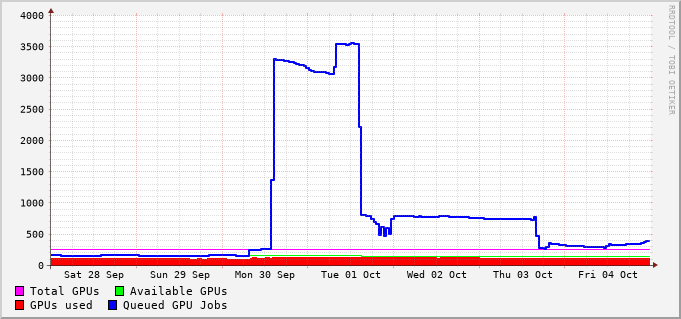 4000
3500
3000
2500
2000
1500
1000
500
0
Sat 28 Sep Sun 29 Sep Mon 30 Sep Tue 01 Oct Wed 02 Oct Thu 03 Oct Fri 04 Oct
Total GPUs Available GPUs
GPUs used Queued GPU Jobs
RRDTOOL / TOBI OETIKER